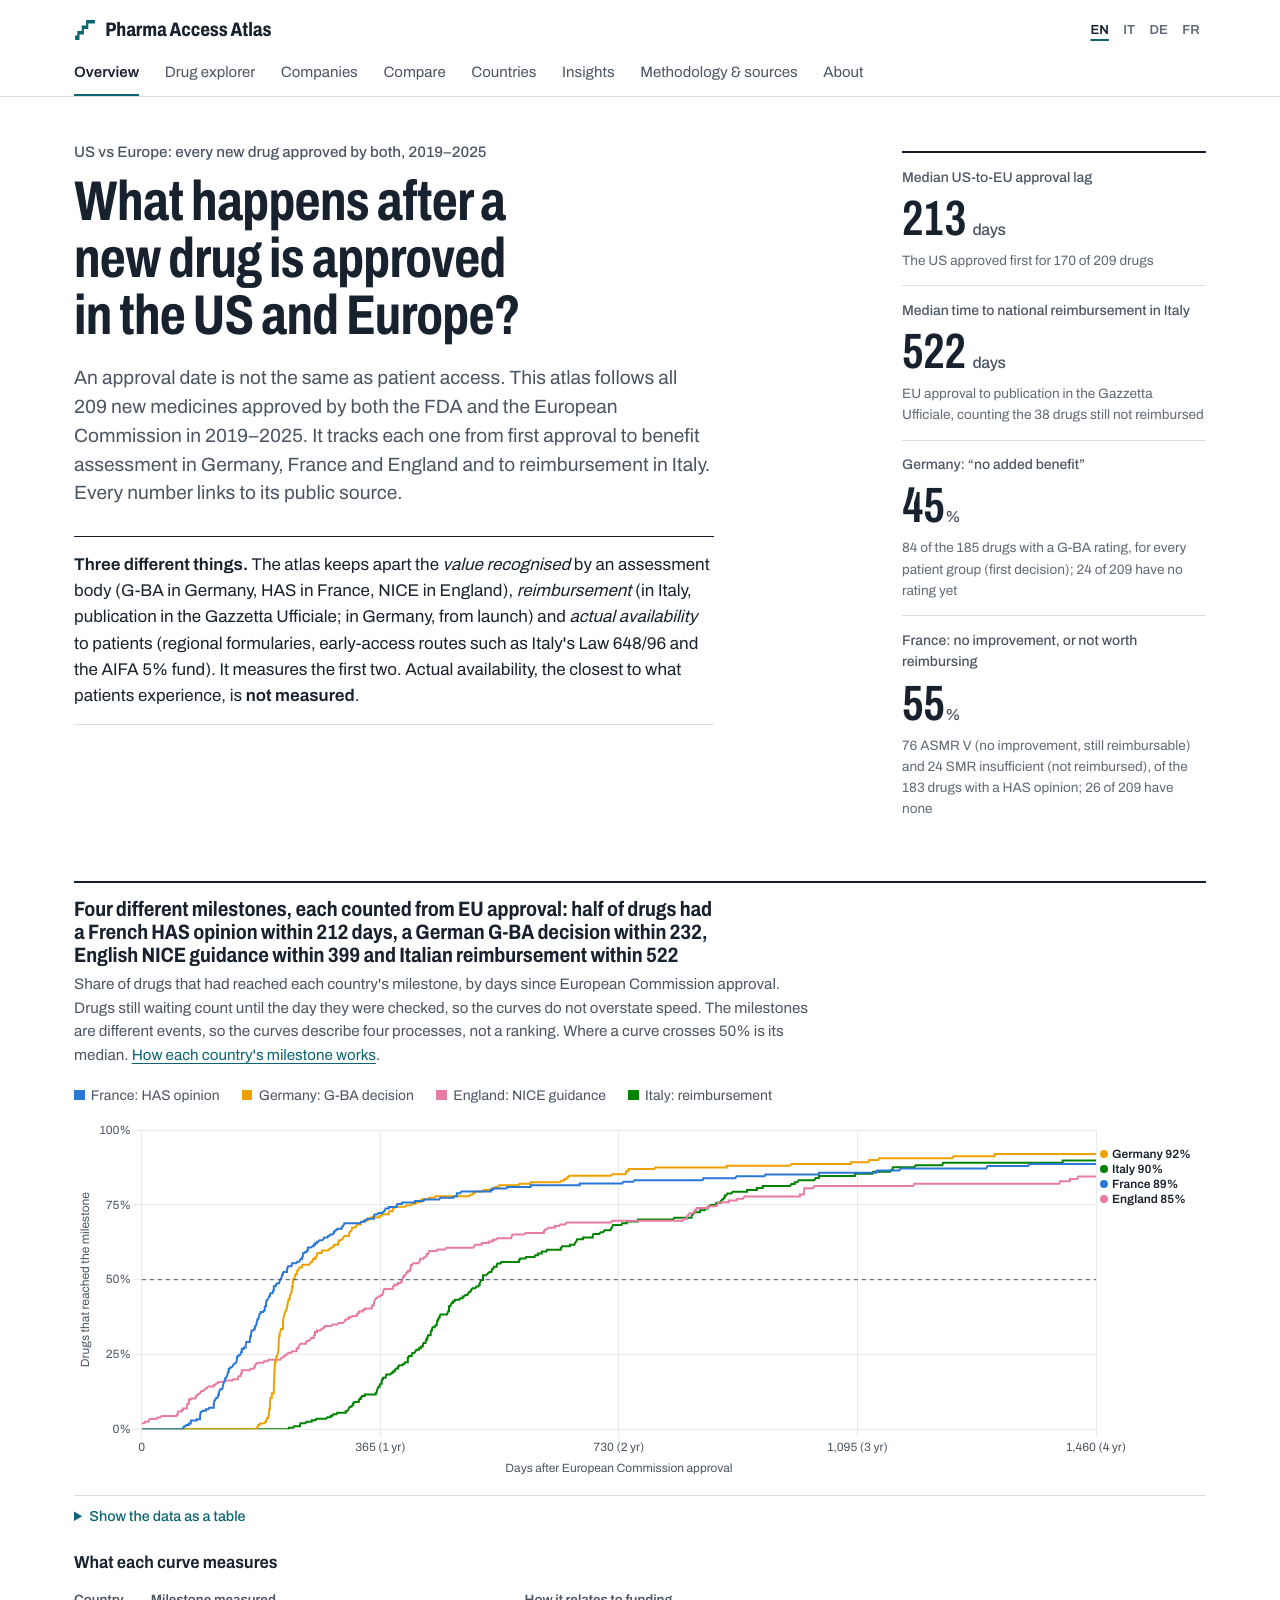 Pharma Access Atlas
EN IT DE FR
Overview Drug explorer Companies Compare Countries Insights Methodology & sources About
US vs Europe: every new drug approved by both, 2019–2025
What happens after a
new drug is approved
in the US and Europe?
An approval date is not the same as patient access. This atlas follows all
209 new medicines approved by both the FDA and the European
Commission in 2019–2025. It tracks each one from first approval to benefit
assessment in Germany, France and England and to reimbursement in Italy.
Every number links to its public source.
Three different things. The atlas keeps apart the value recognised by an assessment
body (G-BA in Germany, HAS in France, NICE in England), reimbursement (in Italy,
publication in the Gazzetta Ufficiale; in Germany, from launch) and actual availability
to patients (regional formularies, early-access routes such as Italy's Law 648/96 and
the AIFA 5% fund). It measures the first two. Actual availability, the closest to what
patients experience, is not measured.
Median US-to-EU approval lag
213 days
The US approved first for 170 of 209 drugs
Median time to national reimbursement in Italy
522 days
EU approval to publication in the Gazzetta
Ufficiale, counting the 38 drugs still not reimbursed
Germany: “no added benefit”
45%
84 of the 185 drugs with a G-BA rating, for every
patient group (first decision); 24 of 209 have no
rating yet
France: no improvement, or not worth
reimbursing
55%
76 ASMR V (no improvement, still reimbursable)
and 24 SMR insufficient (not reimbursed), of the
183 drugs with a HAS opinion; 26 of 209 have
none
Four different milestones, each counted from EU approval: half of drugs had
a French HAS opinion within 212 days, a German G-BA decision within 232,
English NICE guidance within 399 and Italian reimbursement within 522
Share of drugs that had reached each country's milestone, by days since European Commission approval.
Drugs still waiting count until the day they were checked, so the curves do not overstate speed. The milestones
are different events, so the curves describe four processes, not a ranking. Where a curve crosses 50% is its
median. How each country's milestone works.
France: HAS opinion Germany: G-BA decision England: NICE guidance Italy: reimbursement
Drugs that reached the milestone
100%
75%
50%
25%
0%
Germany 92%
Italy 90%
France 89%
England 85%
0 365 (1 yr) 730 (2 yr) 1,095 (3 yr) 1,460 (4 yr)
Days after European Commission approval
Show the data as a table
What each curve measures
Country Milestone measured How it relates to funding